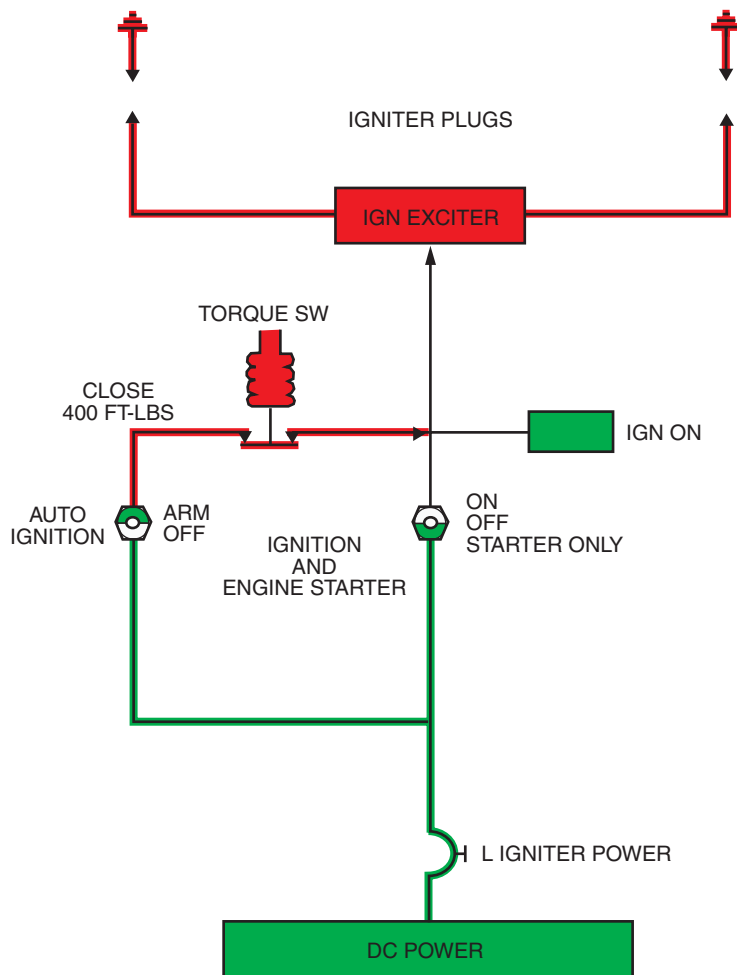 IGNITER PLUGS
IGN EXCITER
TORQUE SW
CLOSE
400 FT-LBS
IGN ON
AUTO
IGNITION
ARM
OFF
IGNITION
AND
ENGINE STARTER
ON
OFF
STARTER ONLY
L IGNITER POWER
DC POWER